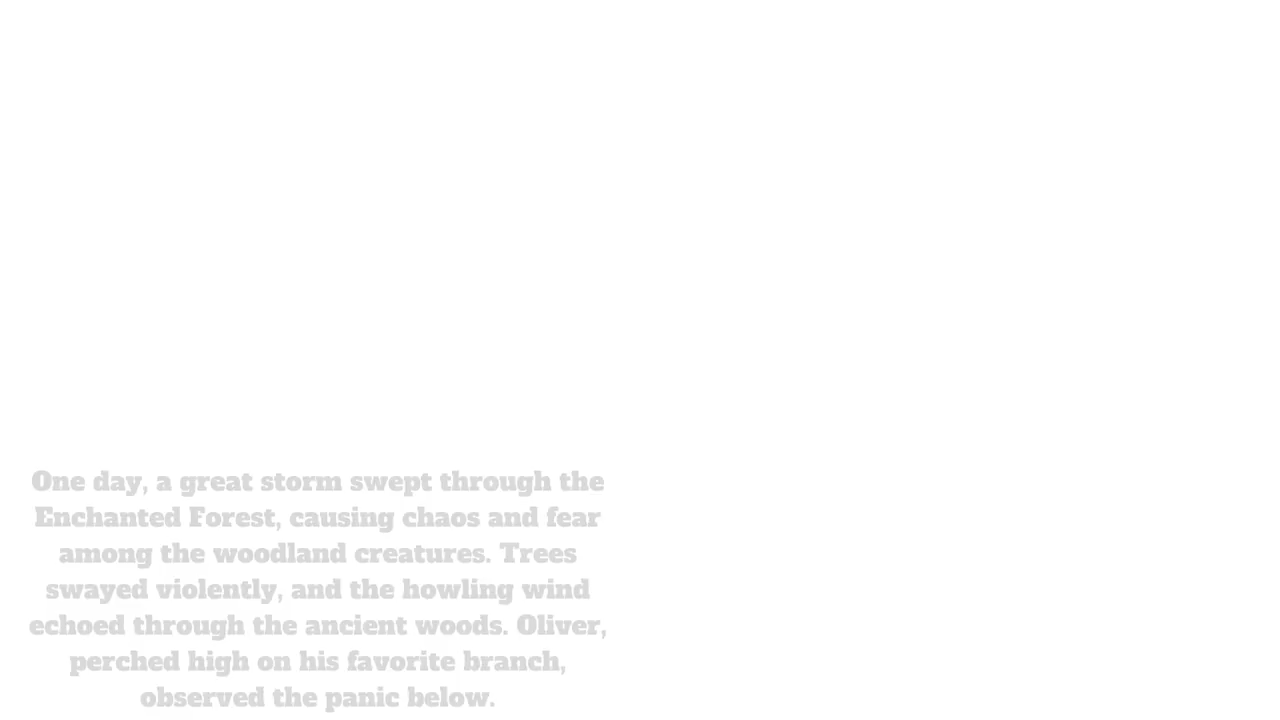 One day, a great storm swept through the
Enchanted Forest, causing chaos and fear
among the woodland creatures. Trees
swayed violently, and the howling wind
echoed through the ancient woods. Oliver,
perched high on his favorite branch,
observed the panic below.